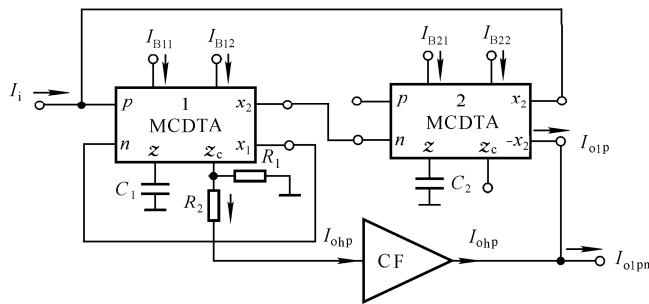 I_B11 I_B12 I_B21 I_B22
I_i
p 1 x_2 p 2 x_2
MCDTA MCDTA
n z z_c x_1 n z z_c -x_2
I_o1p
C_1 R_1 C_2
R_2
I_ohp CF I_ohp
I_o1pn